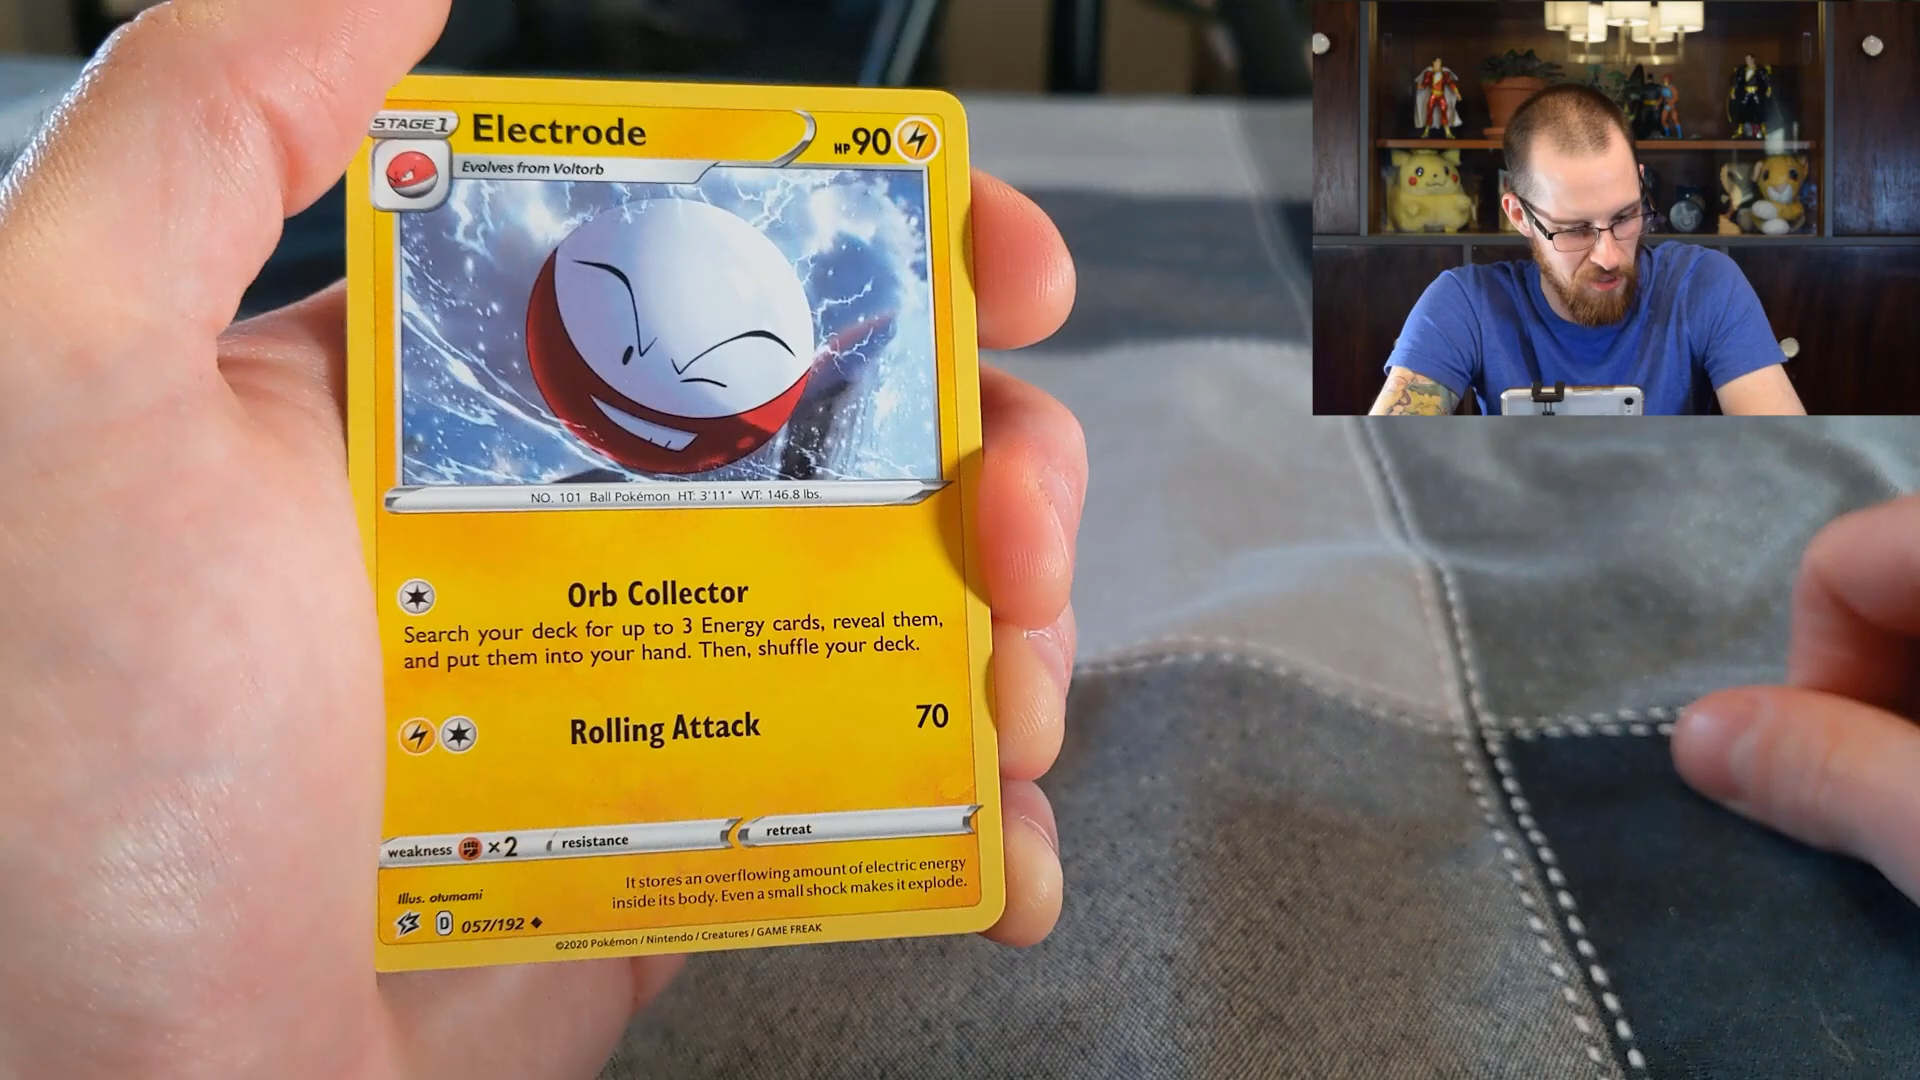 STAGE 1
Electrode
HP 90
Evolves from Voltorb
NO. 101 Ball Pokémon HT: 3'11" WT: 146.8 lbs.
Orb Collector
Search your deck for up to 3 Energy cards, reveal them,
and put them into your hand. Then, shuffle your deck.
Rolling Attack 70
weakness ×2 resistance retreat
It stores an overflowing amount of electric energy
inside its body. Even a small shock makes it explode.
Illus. otumami
D 057/192
©2020 Pokémon / Nintendo / Creatures / GAME FREAK